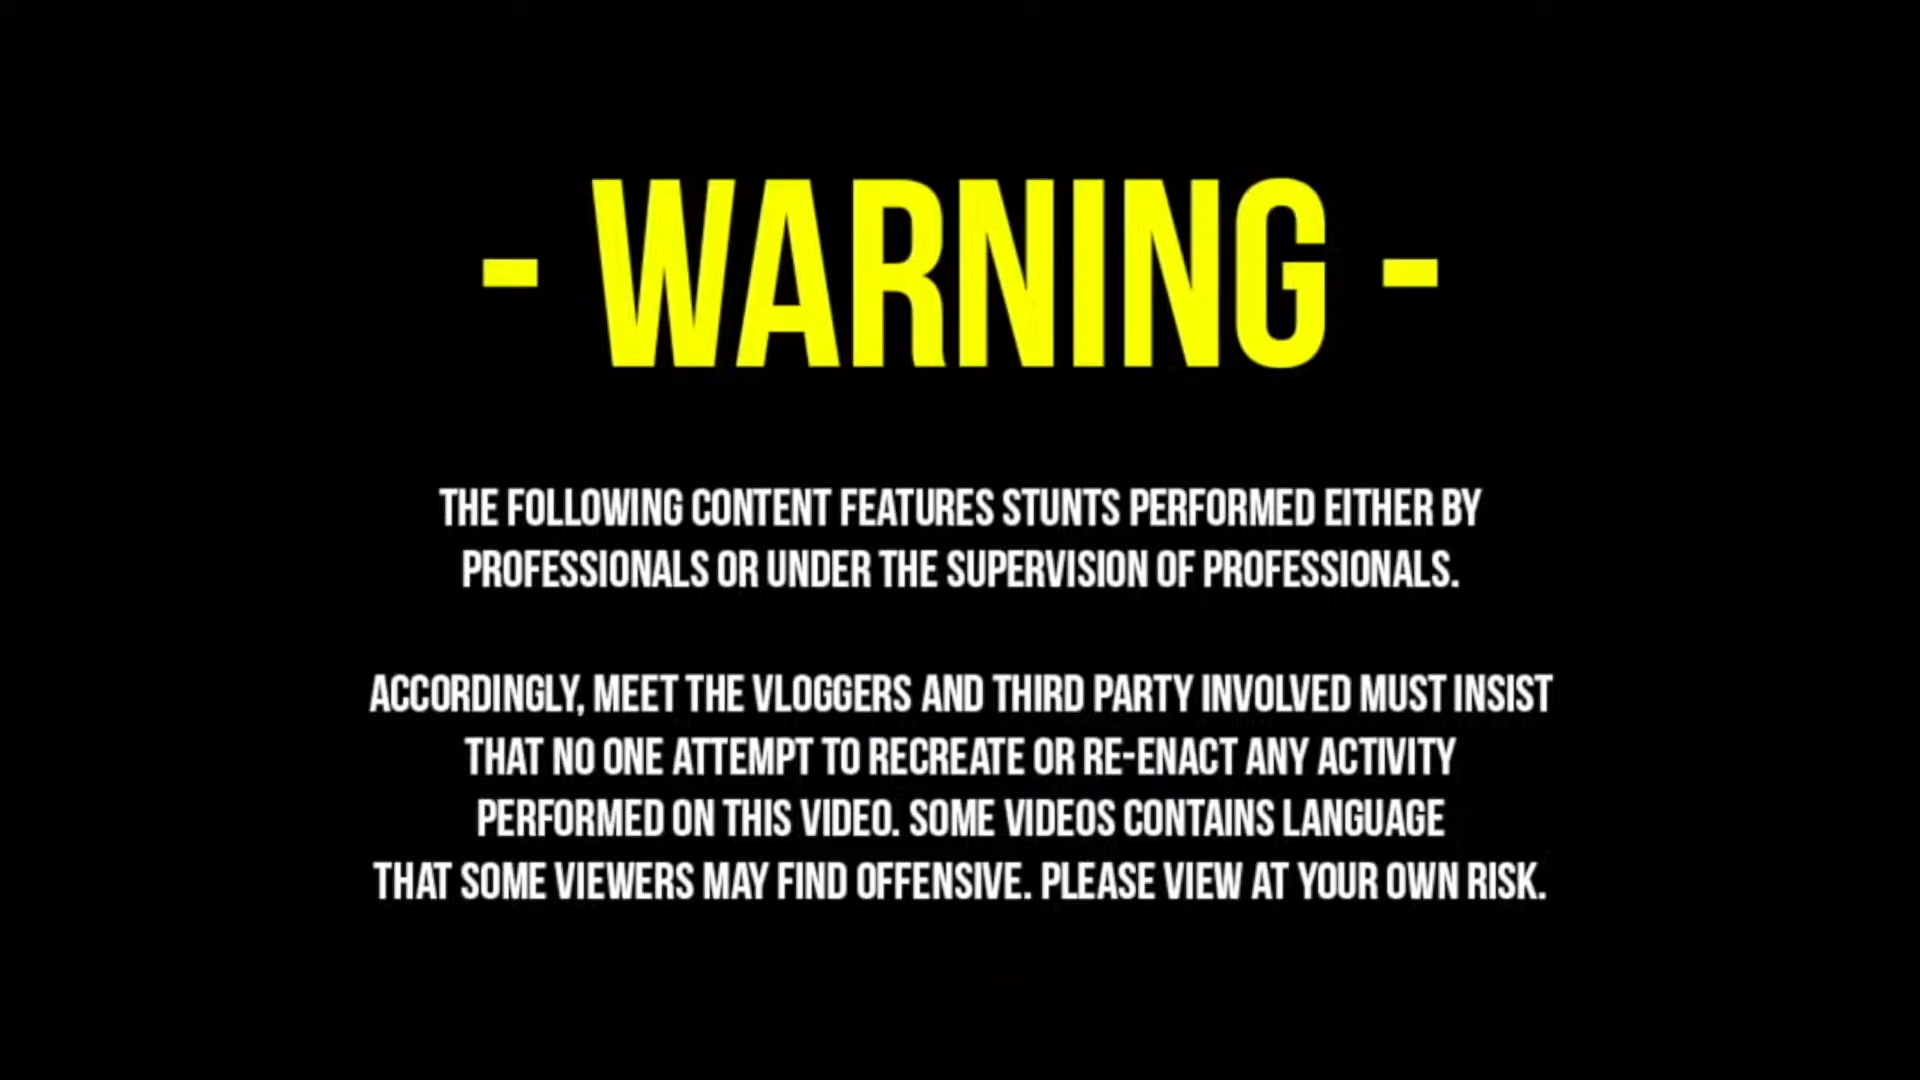 - WARNING -
THE FOLLOWING CONTENT FEATURES STUNTS PERFORMED EITHER BY
PROFESSIONALS OR UNDER THE SUPERVISION OF PROFESSIONALS.
ACCORDINGLY, MEET THE VLOGGERS AND THIRD PARTY INVOLVED MUST INSIST
THAT NO ONE ATTEMPT TO RECREATE OR RE-ENACT ANY ACTIVITY
PERFORMED ON THIS VIDEO. SOME VIDEOS CONTAINS LANGUAGE
THAT SOME VIEWERS MAY FIND OFFENSIVE. PLEASE VIEW AT YOUR OWN RISK.